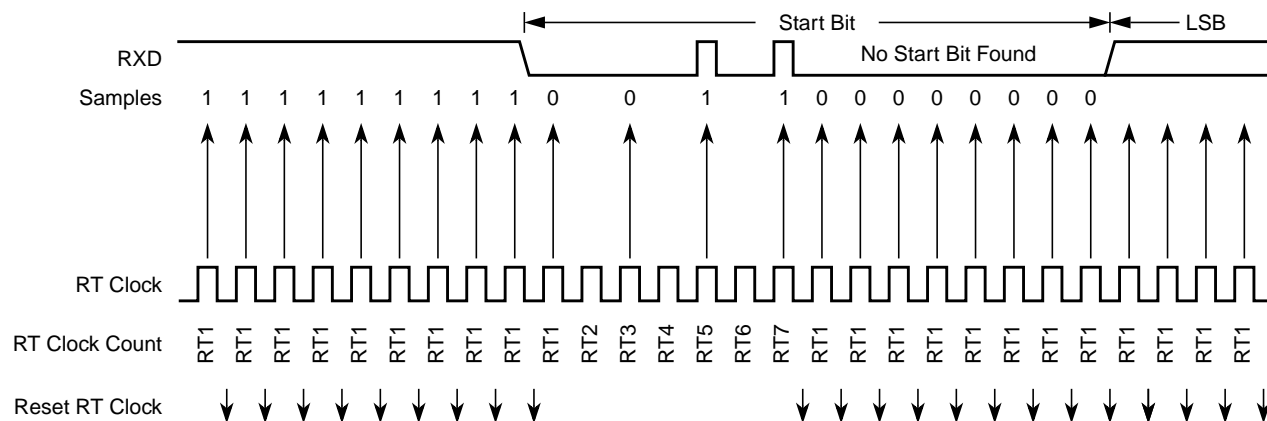 Start Bit LSB
RXD No Start Bit Found
Samples 1 1 1 1 1 1 1 1 1 0 0 1 1 0 0 0 0 0 0 0 0
RT Clock
RT Clock Count RT1 RT1 RT1 RT1 RT1 RT1 RT1 RT1 RT1 RT1 RT2 RT3 RT4 RT5 RT6 RT7 RT1 RT1 RT1 RT1 RT1 RT1 RT1 RT1 RT1 RT1 RT1 RT1
Reset RT Clock